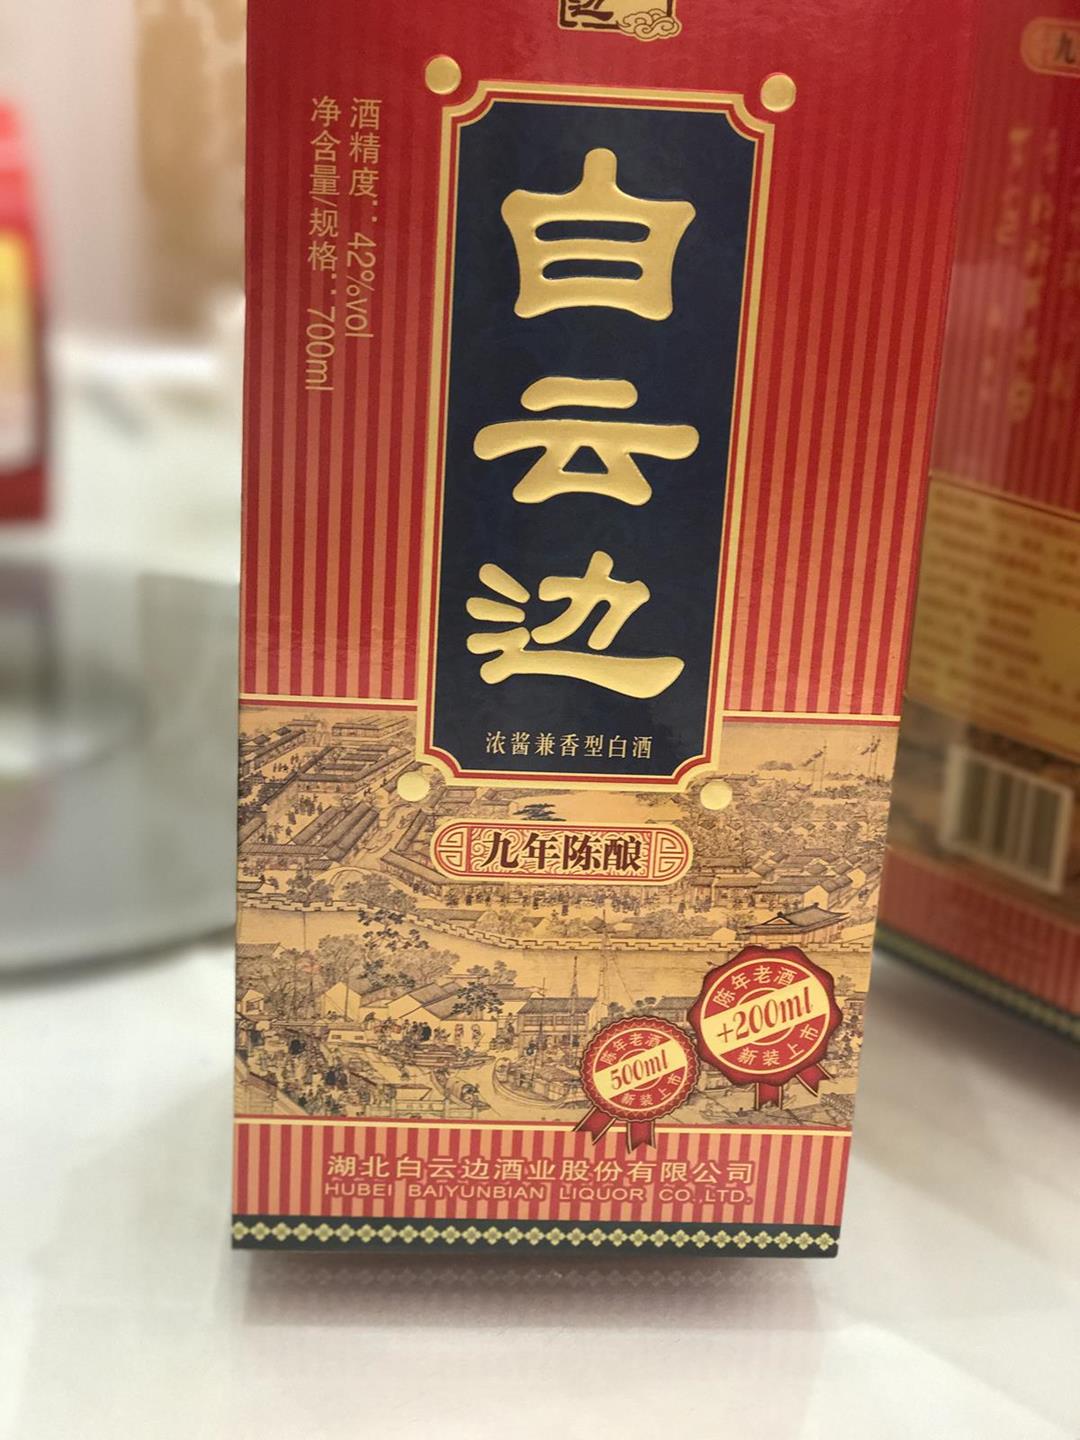 边
酒精度：42%vol
净含量/规格：700ml
白云边
浓酱兼香型白酒
九年陈酿
陈年老酒
+200ml
新装上市
陈年老酒
500ml
新装上市
湖北白云边酒业股份有限公司
HUBEI BAIYUNBIAN LIQUOR CO.,LTD.
九